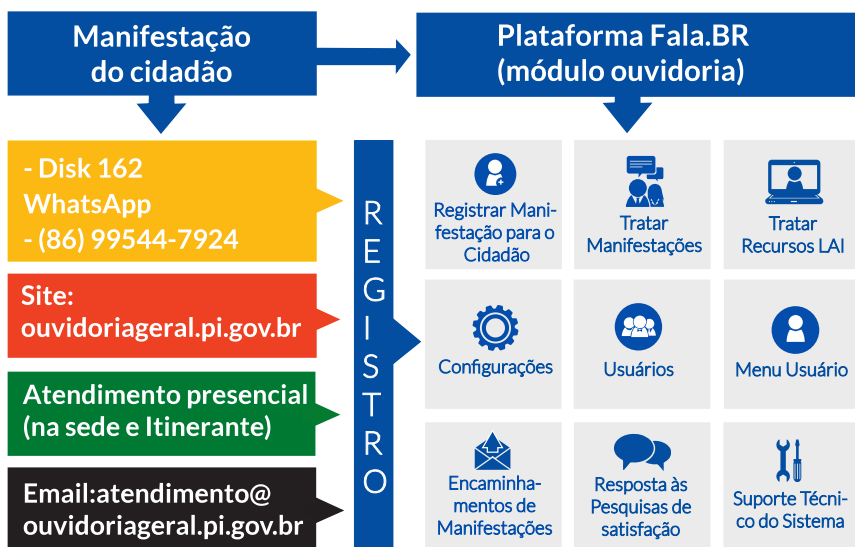 Manifestação
do cidadão
Plataforma Fala.BR
(módulo ouvidoria)
- Disk 162
WhatsApp
- (86) 99544-7924
Site:
ouvidoriageral.pi.gov.br
Atendimento presencial
(na sede e Itinerante)
Email:atendimento@
ouvidoriageral.pi.gov.br
REGISTRO
Registrar Mani-
festação para o
Cidadão
Tratar
Manifestações
Tratar
Recursos LAI
Configurações
Usuários
Menu Usuário
Encaminha-
mentos de
Manifestações
Resposta às
Pesquisas de
satisfação
Suporte Técni-
co do Sistema